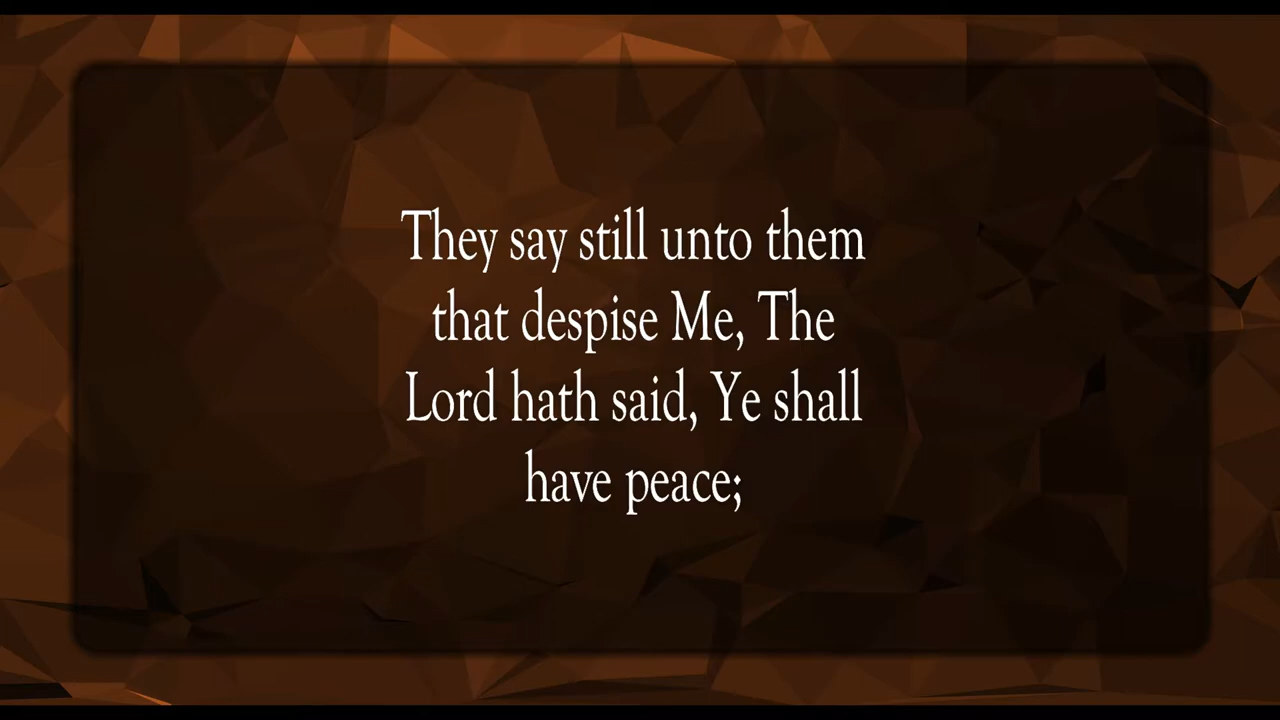 They say still unto them
that despise Me, The
Lord hath said, Ye shall
have peace;